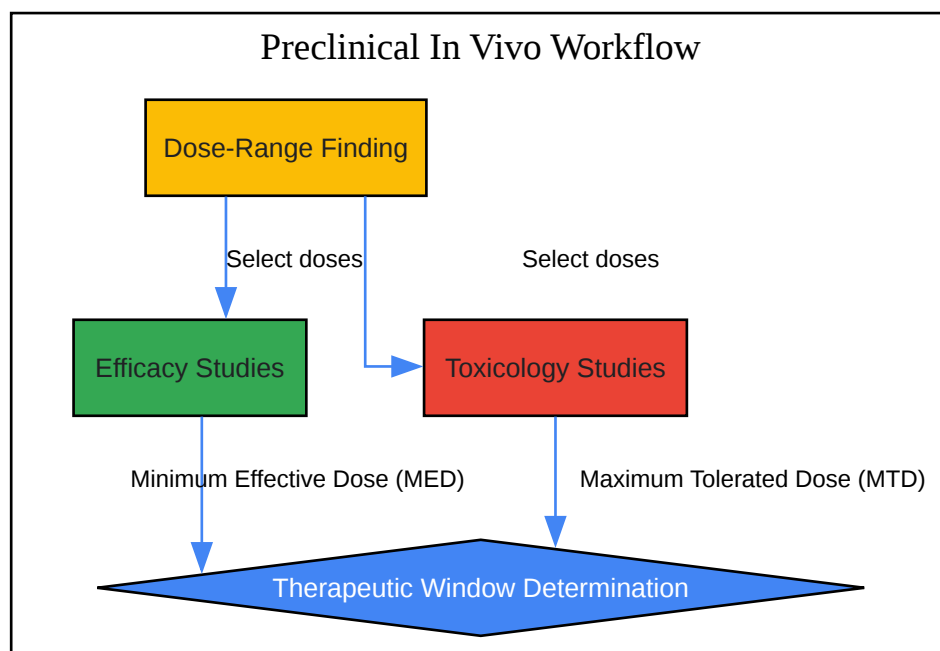 Preclinical In Vivo Workflow
Dose-Range Finding
Select doses
Select doses
Efficacy Studies
Toxicology Studies
Minimum Effective Dose (MED)
Maximum Tolerated Dose (MTD)
Therapeutic Window Determination